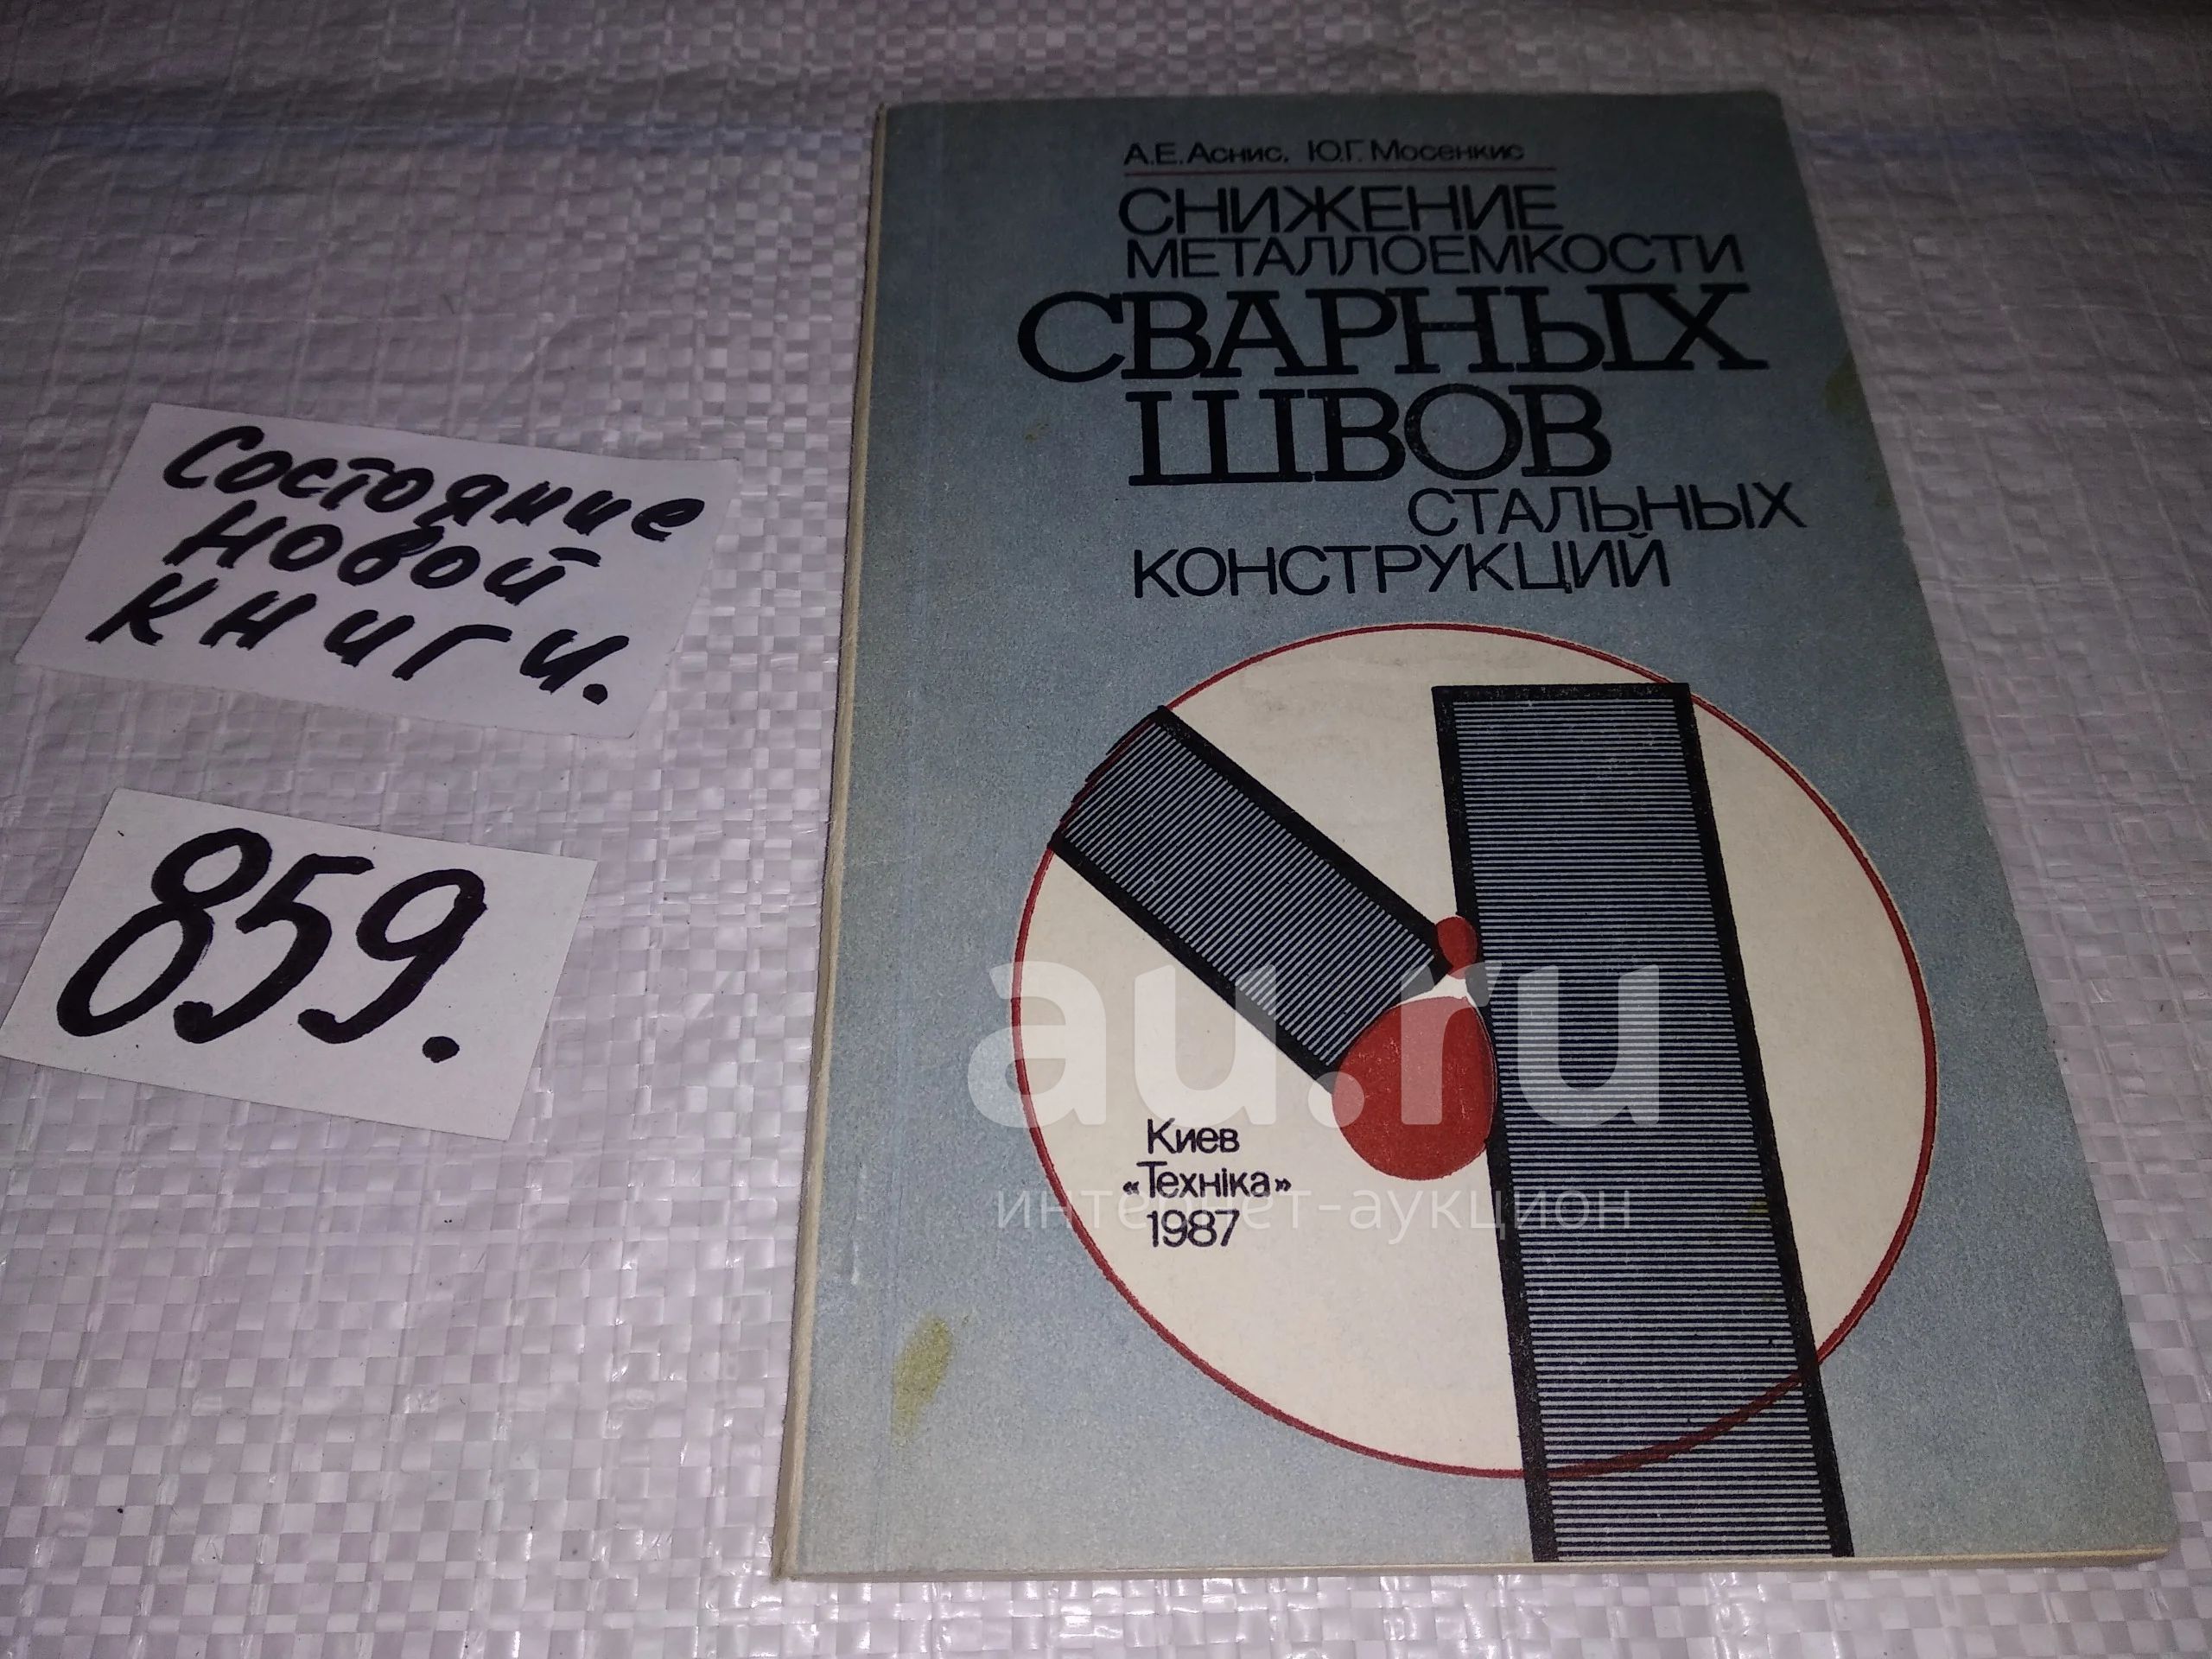 А.Е. Аснис, Ю.Г. Мосенкис
СНИЖЕНИЕ
МЕТАЛЛОЕМКОСТИ
СВАРНЫХ
ШВОВ
СТАЛЬНЫХ
КОНСТРУКЦИЙ
Состояние
новой
книги.
859.
au.ru
интернет-аукцион
Киев
«Техніка»
1987